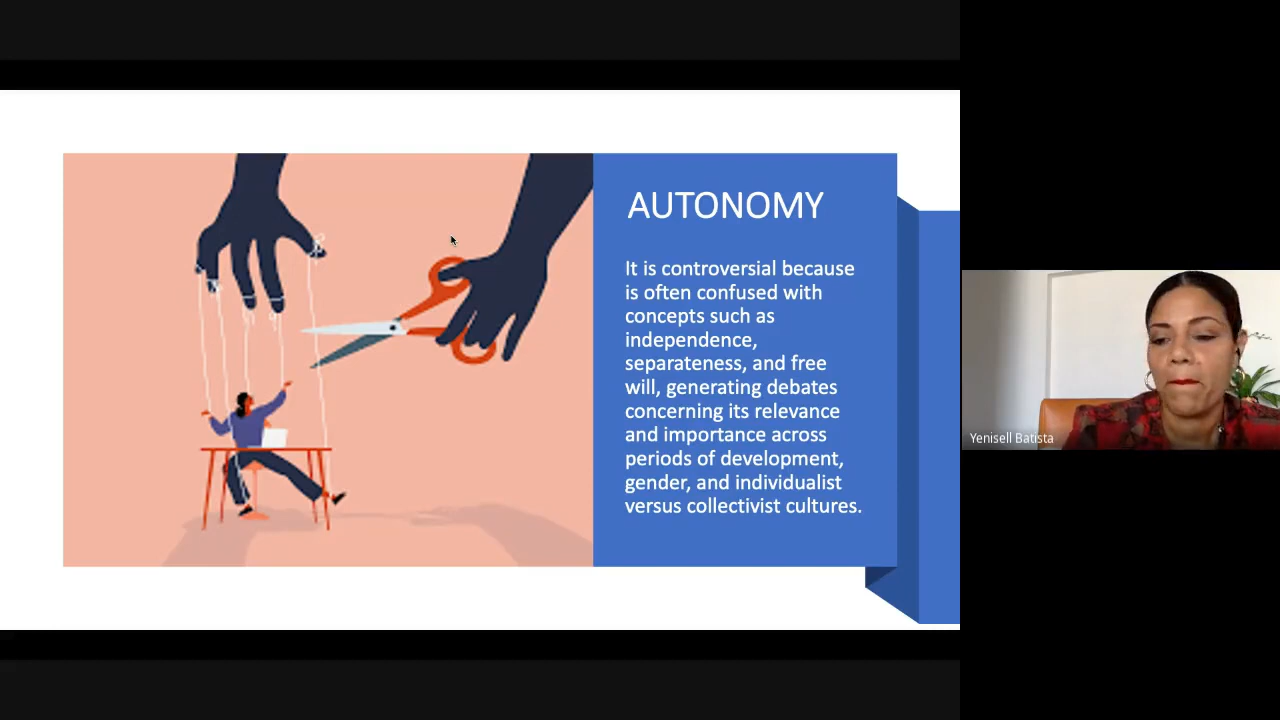 AUTONOMY
It is controversial because
is often confused with
concepts such as
independence,
separateness, and free
will, generating debates
concerning its relevance
and importance across
periods of development,
gender, and individualist
versus collectivist cultures.
Yenisell Batista